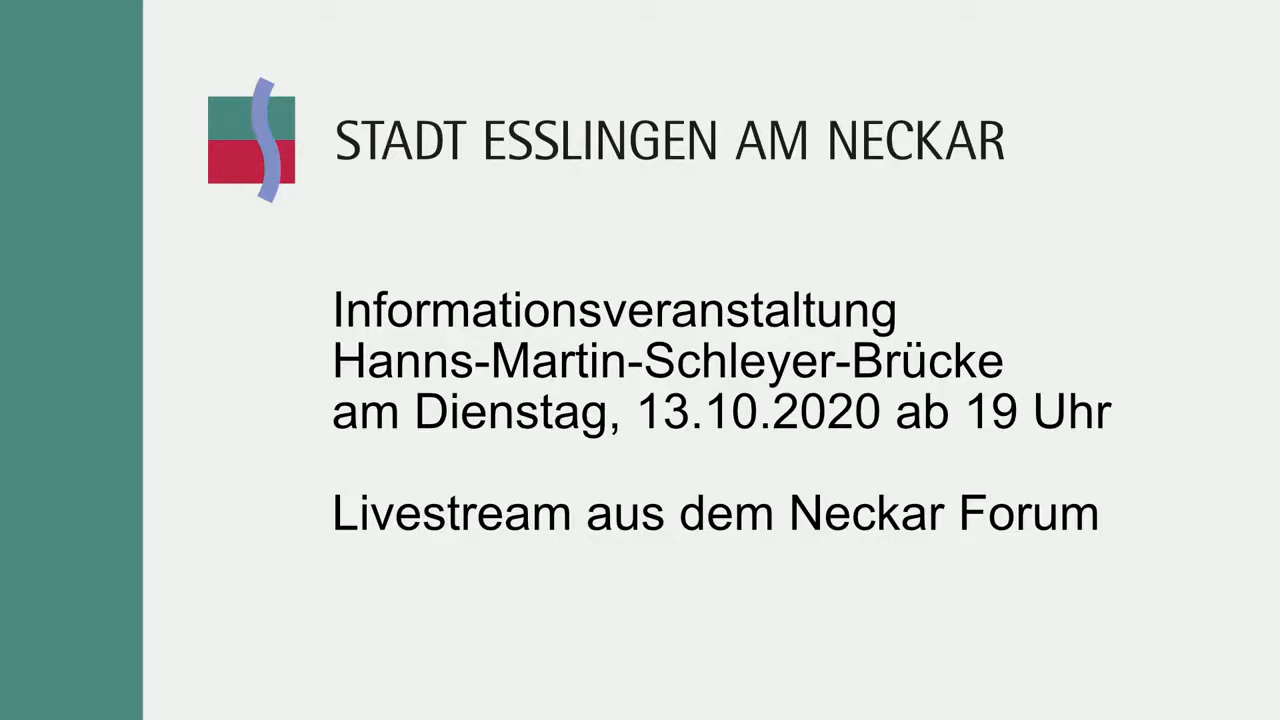 STADT ESSLINGEN AM NECKAR
Informationsveranstaltung
Hanns-Martin-Schleyer-Brücke
am Dienstag, 13.10.2020 ab 19 Uhr
Livestream aus dem Neckar Forum